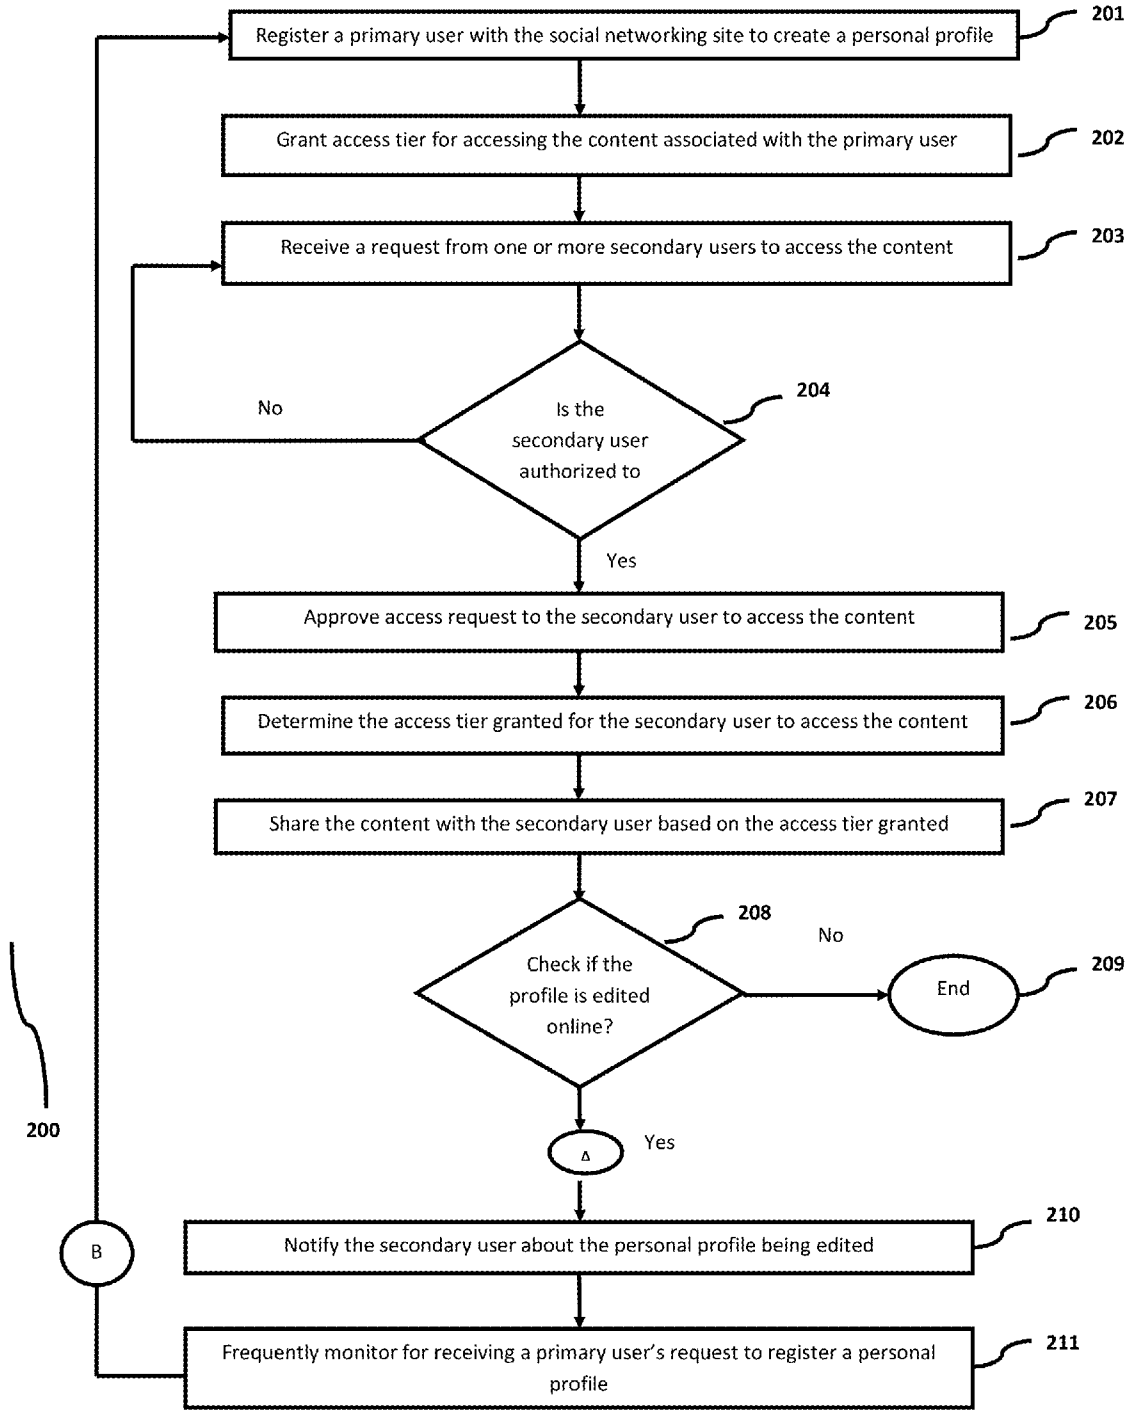 201
Register a primary user with the social networking site to create a personal profile
202
Grant access tier for accessing the content associated with the primary user
203
Receive a request from one or more secondary users to access the content
204
No
Is the
secondary user
authorized to
Yes
Approve access request to the secondary user to access the content
205
206
Determine the access tier granted for the secondary user to access the content
207
Share the content with the secondary user based on the access tier granted
208
No
Check if the
profile is edited
online?
209
End
200
Yes
A
210
Notify the secondary user about the personal profile being edited
B
211
Frequently monitor for receiving a primary user's request to register a personal
profile